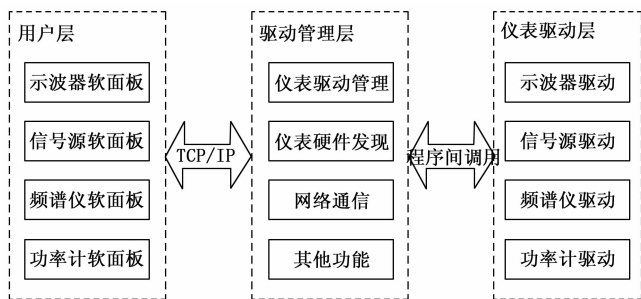 用户层
示波器软面板
信号源软面板
频谱仪软面板
功率计软面板
TCP/IP
驱动管理层
仪表驱动管理
仪表硬件发现
网络通信
其他功能
程序间调用
仪表驱动层
示波器驱动
信号源驱动
频谱仪驱动
功率计驱动